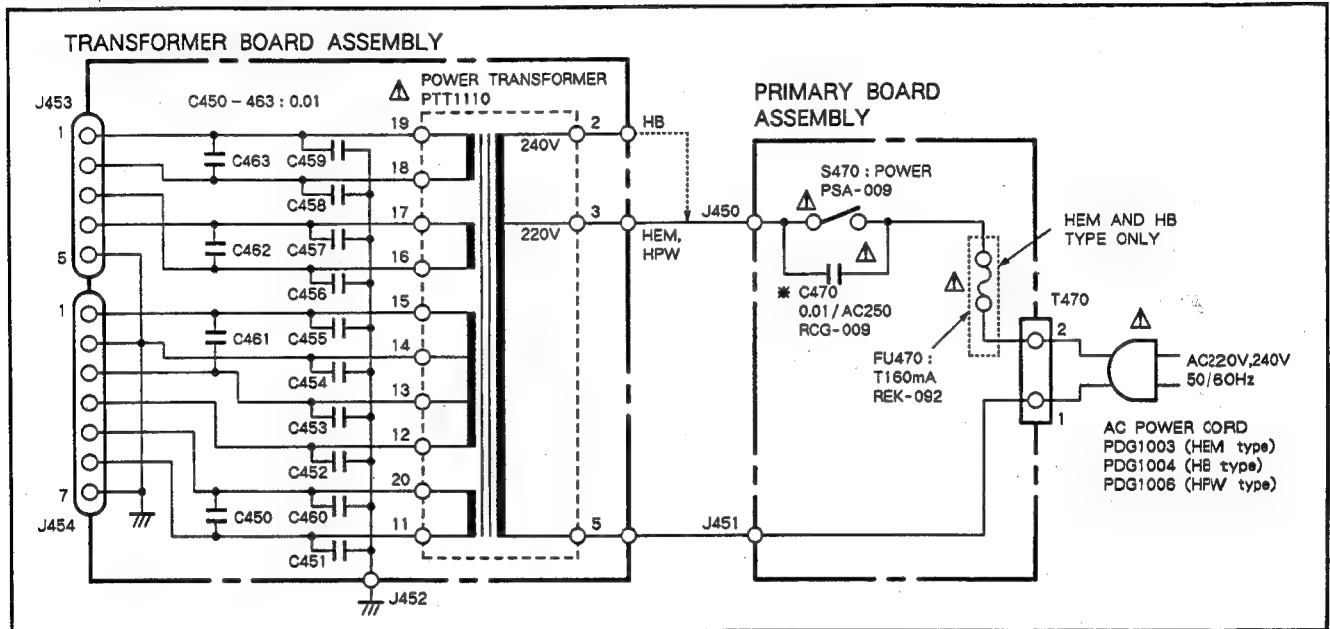 TRANSFORMER BOARD ASSEMBLY
J453
C450 - 463 : 0.01
POWER TRANSFORMER
PTT1110
PRIMARY BOARD
ASSEMBLY
1
19
2
HB
C463
C459
240V
18
C458
S470 : POWER
PSA-009
17
3
J450
HEM AND HB
TYPE ONLY
C462
C457
220V
HEM,
HPW
5
16
C456
※ C470
0.01/AC250
RCG-009
1
15
T470
C461
C455
2
14
C454
FU470 :
T160mA
REK-092
AC220V,240V
50/60Hz
13
C453
1
12
C452
AC POWER CORD
PDG1003 (HEM type)
PDG1004 (HB type)
PDG1006 (HPW type)
20
7
C450
C460
J454
11
5
J451
C451
J452